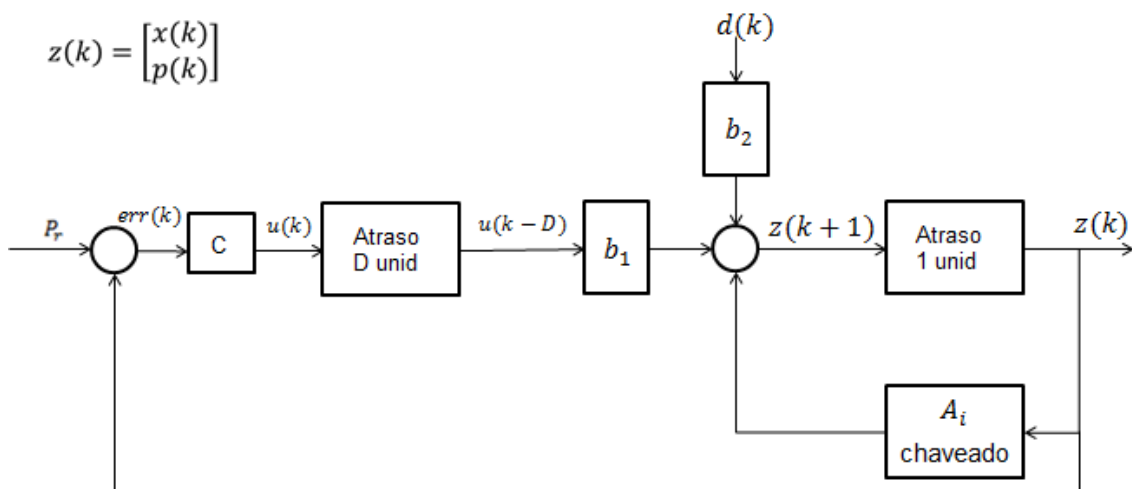 z(k) = [x(k)
p(k)]
d(k)
b₂
Pᵣ
err(k)
C
u(k)
Atraso
D unid
u(k − D)
b₁
z(k + 1)
Atraso
1 unid
z(k)
Aᵢ
chaveado